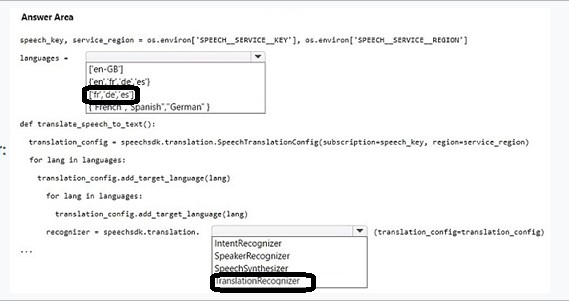 Answer Area
speech_key, service_region = os.environ['SPEECH__SERVICE__KEY'], os.environ['SPEECH__SERVICE__REGION']
languages =
['en-GB']
{'en','fr','de','es'}
['fr','de','es']
{"French","Spanish","German" }
def translate_speech_to_text():
translation_config = speechsdk.translation.SpeechTranslationConfig(subscription=speech_key, region=service_region)
r:
for lang in languages:
translation_config.add_target_language(lang)
for lang in languages:
translation_config.add_target_language(lang)
recognizer = speechsdk.translation. (translation_config=translation_config)
IntentRecognizer
SpeakerRecognizer
SpeechSynthesizer
TranslationRecognizer
...